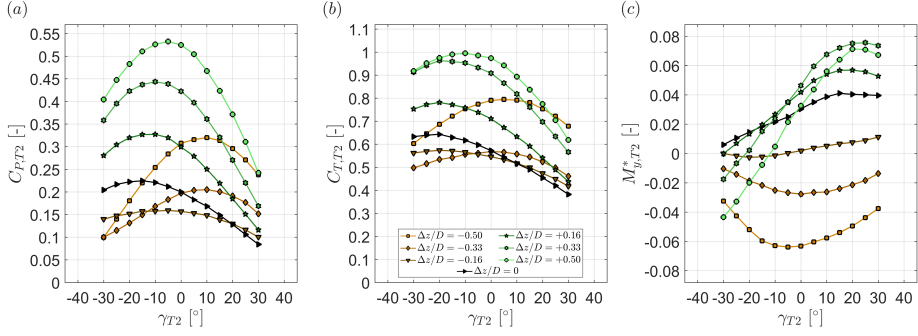 (a)
0.55
0.5
0.45
0.4
0.35
0.3
0.25
0.2
0.15
0.1
0.05
0
C_{P,T2} [-]
-40 -30 -20 -10 0 10 20 30 40
γ_{T2} [°]
(b)
1.1
1
0.9
0.8
0.7
0.6
0.5
0.4
0.3
0.2
0.1
0
C_{T,T2} [-]
Δz/D = −0.50
Δz/D = −0.33
Δz/D = −0.16
Δz/D = +0.16
Δz/D = +0.33
Δz/D = +0.50
Δz/D = 0
-40 -30 -20 -10 0 10 20 30 40
γ_{T2} [°]
(c)
0.08
0.06
0.04
0.02
0
-0.02
-0.04
-0.06
-0.08
M^*_{y,T2} [-]
-40 -30 -20 -10 0 10 20 30 40
γ_{T2} [°]